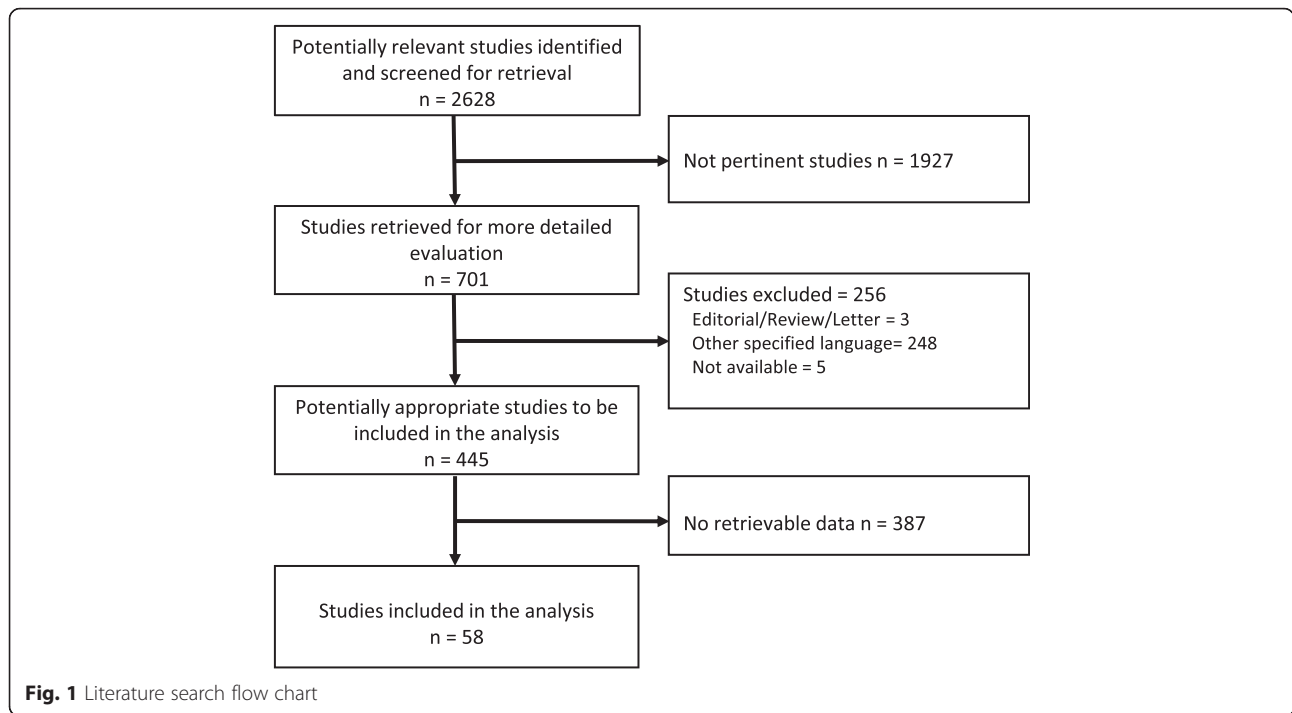 Potentially relevant studies identified
and screened for retrieval
n = 2628
Not pertinent studies n = 1927
Studies retrieved for more detailed
evaluation
n = 701
Studies excluded = 256
Editorial/Review/Letter = 3
Other specified language= 248
Not available = 5
Potentially appropriate studies to be
included in the analysis
n = 445
No retrievable data n = 387
Studies included in the analysis
n = 58
Fig. 1 Literature search flow chart